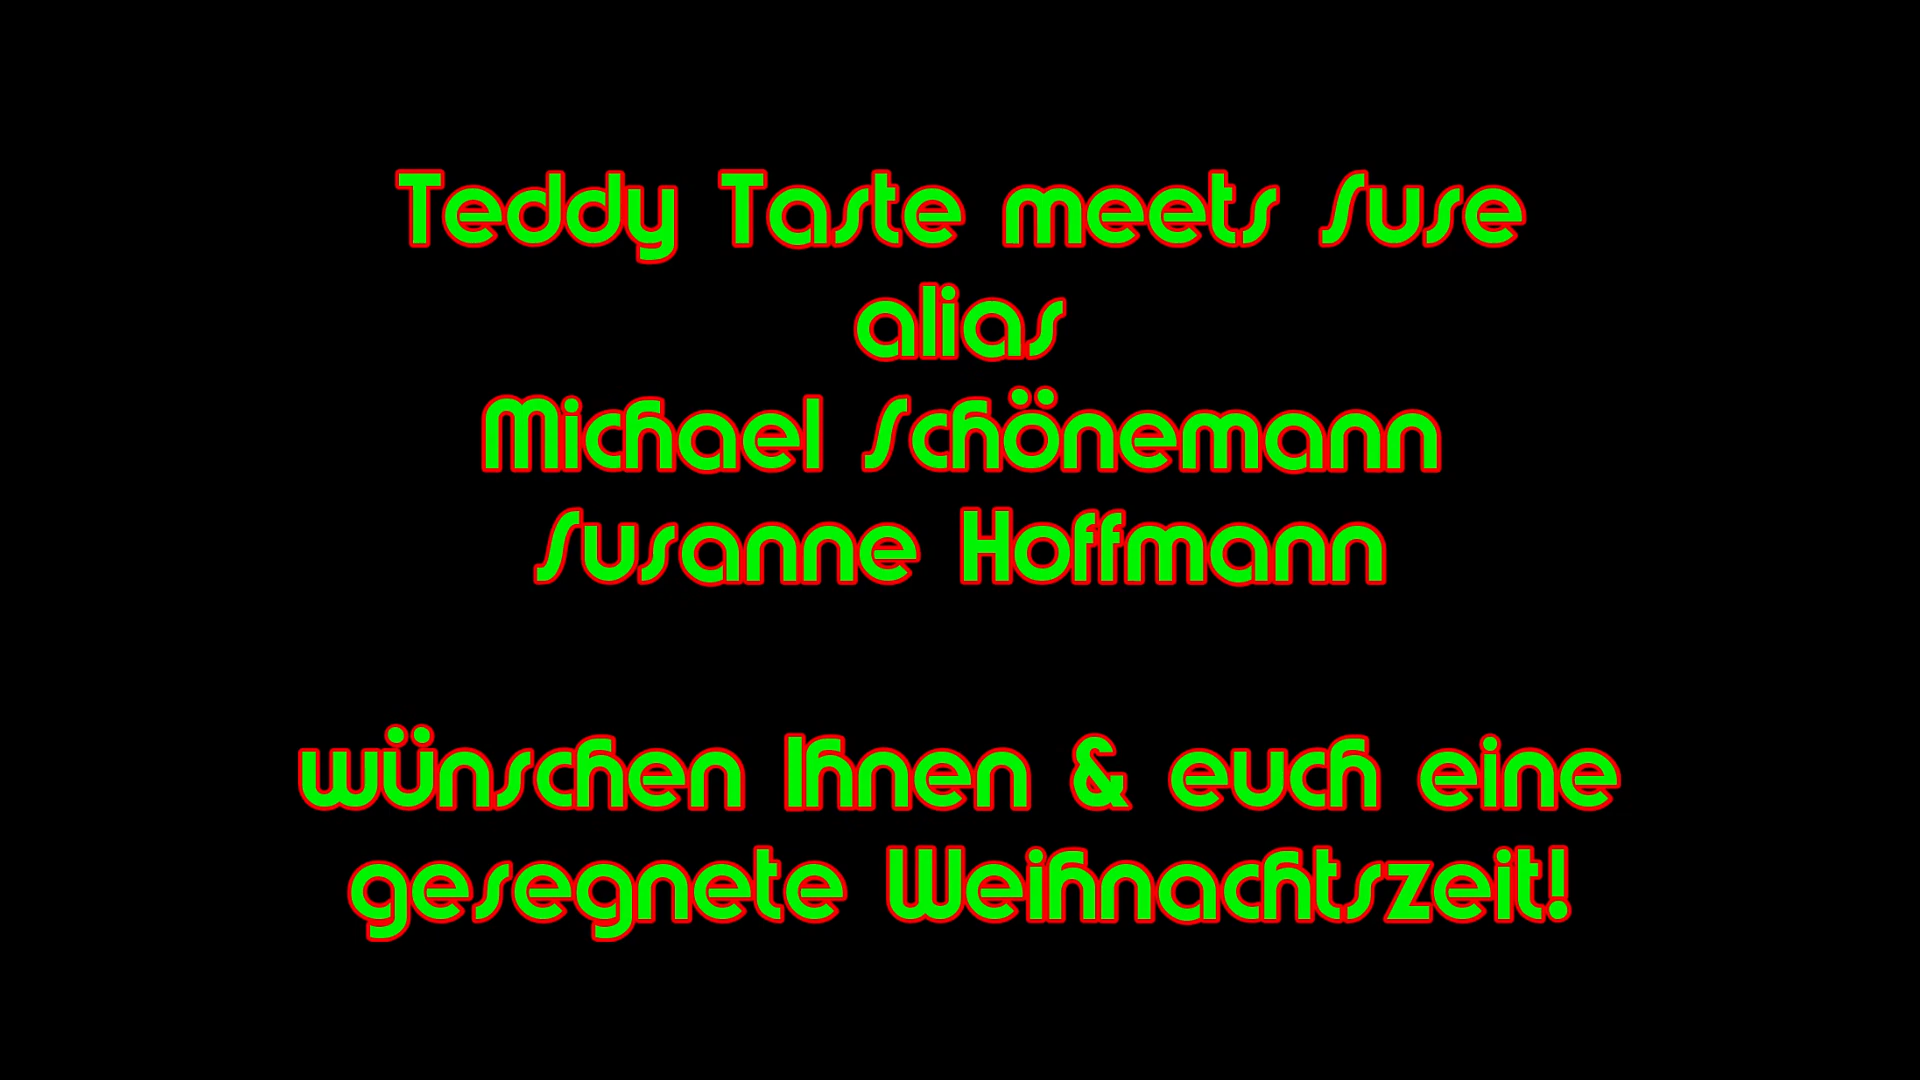 Teddy Taste meets Suse
alias
Michael Schönemann
Susanne Hoffmann
wünschen Ihnen & euch eine
gesegnete Weihnachtszeit!